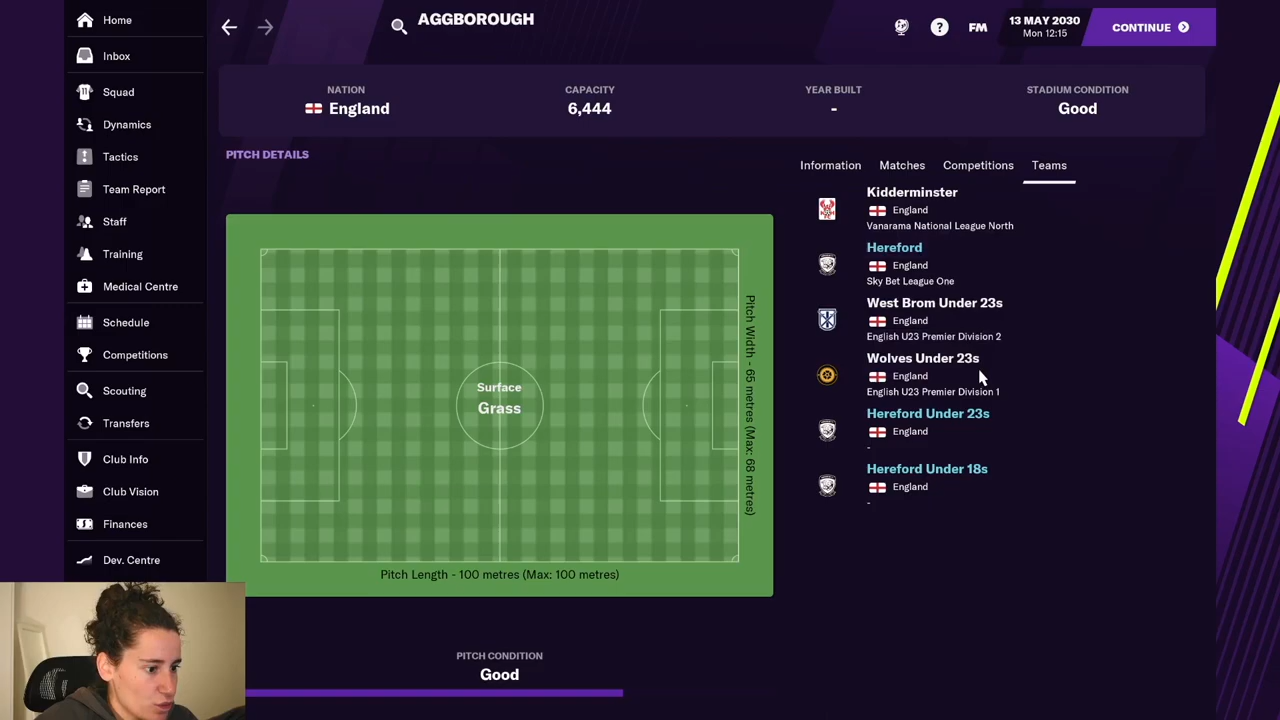 Home
Inbox
Squad
Dynamics
Tactics
Team Report
Staff
Training
Medical Centre
Schedule
Competitions
Scouting
Transfers
Club Info
Club Vision
Finances
Dev. Centre
AGGBOROUGH
?
FM
13 MAY 2030
Mon 12:15
CONTINUE
NATION
England
CAPACITY
6,444
YEAR BUILT
-
STADIUM CONDITION
Good
PITCH DETAILS
Surface
Grass
Pitch Width - 65 metres (Max: 68 metres)
Pitch Length - 100 metres (Max: 100 metres)
PITCH CONDITION
Good
Information Matches Competitions Teams
Kidderminster
England
Vanarama National League North
Hereford
England
Sky Bet League One
West Brom Under 23s
England
English U23 Premier Division 2
Wolves Under 23s
England
English U23 Premier Division 1
Hereford Under 23s
England
-
Hereford Under 18s
England
-